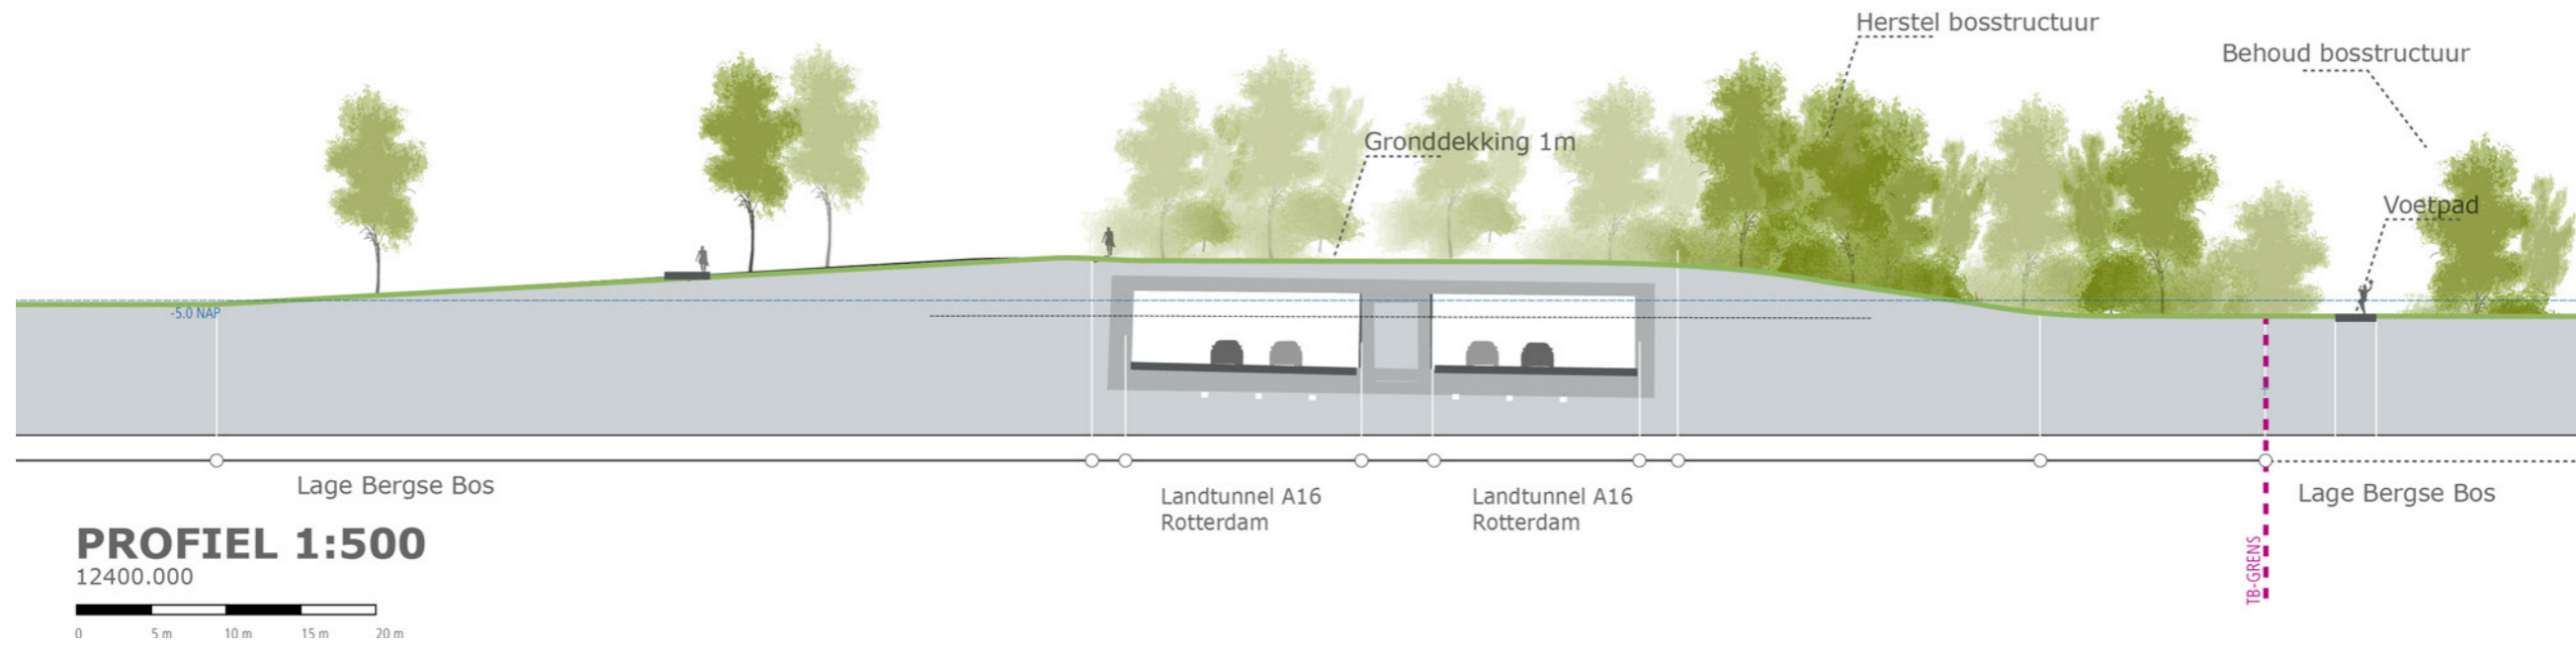 Herstel bosstructuur
Behoud bosstructuur
Gronddekking 1m
Voetpad
-5.0 NAP
Lage Bergse Bos
Landtunnel A16
Rotterdam
Landtunnel A16
Rotterdam
Lage Bergse Bos
TB-GRENS
PROFIEL 1:500
12400.000
0 5 m 10 m 15 m 20 m